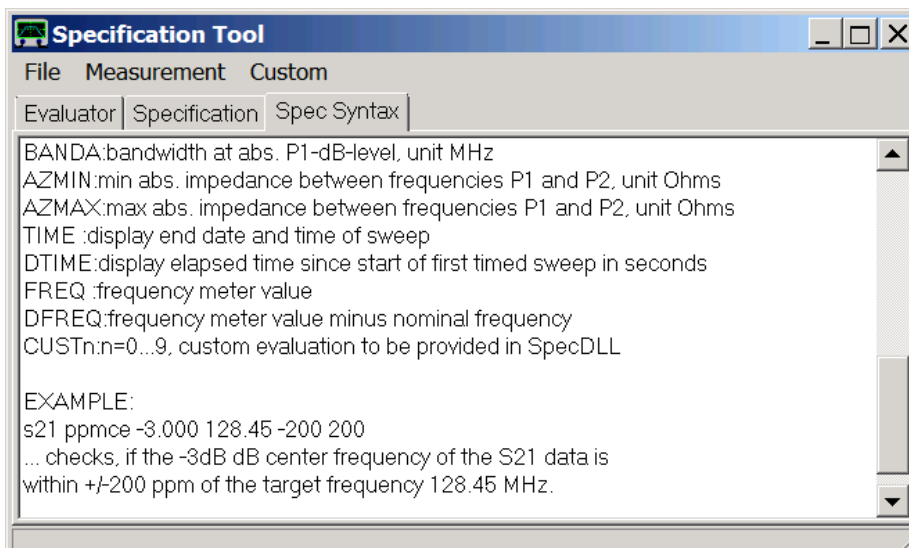 Specification Tool
File Measurement Custom
Evaluator Specification Spec Syntax
BANDA:bandwidth at abs. P1-dB-level, unit MHz
AZMIN:min abs. impedance between frequencies P1 and P2, unit Ohms
AZMAX:max abs. impedance between frequencies P1 and P2, unit Ohms
TIME :display end date and time of sweep
DTIME:display elapsed time since start of first timed sweep in seconds
FREQ :frequency meter value
DFREQ:frequency meter value minus nominal frequency
CUSTn:n=0...9, custom evaluation to be provided in SpecDLL
EXAMPLE:
s21 ppmce -3.000 128.45 -200 200
... checks, if the -3dB dB center frequency of the S21 data is
within +/-200 ppm of the target frequency 128.45 MHz.